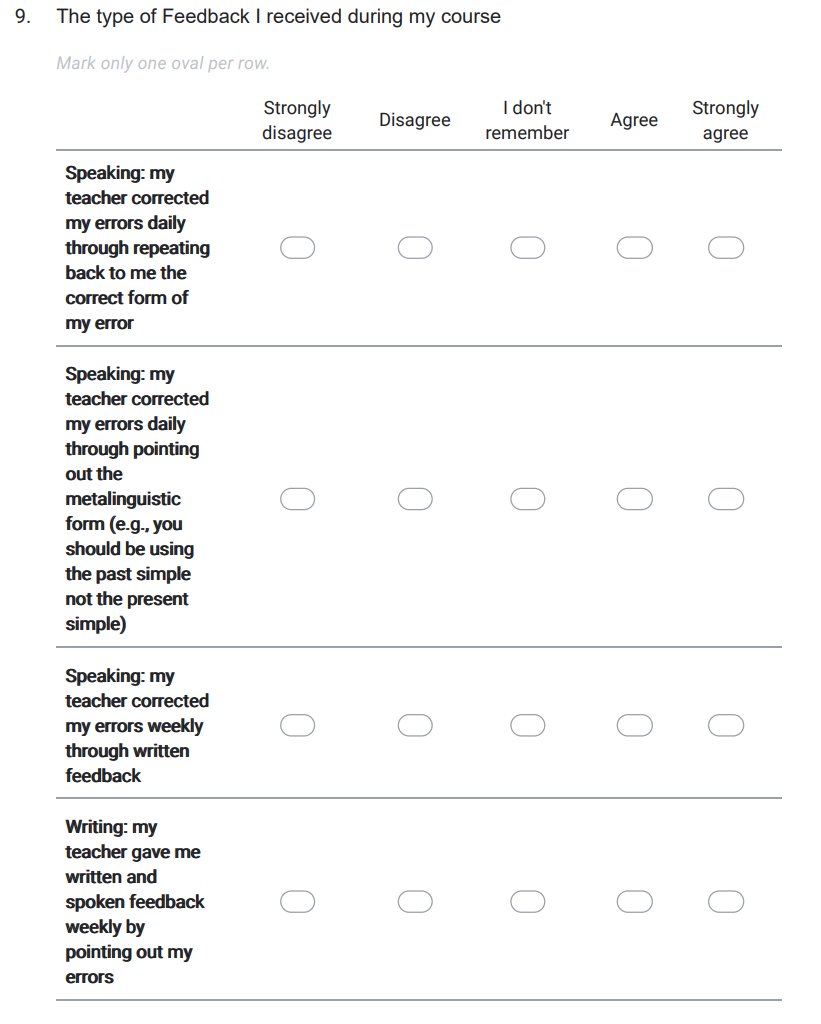 9. The type of Feedback I received during my course
Mark only one oval per row.
Strongly disagree
Disagree
I don't remember
Agree
Strongly agree
Speaking: my
teacher corrected
my errors daily
through repeating
back to me the
correct form of
my error
Speaking: my
teacher corrected
my errors daily
through pointing
out the
metalinguistic
form (e.g., you
should be using
the past simple
not the present
simple)
Speaking: my
teacher corrected
my errors weekly
through written
feedback
Writing: my
teacher gave me
written and
spoken feedback
weekly by
pointing out my
errors